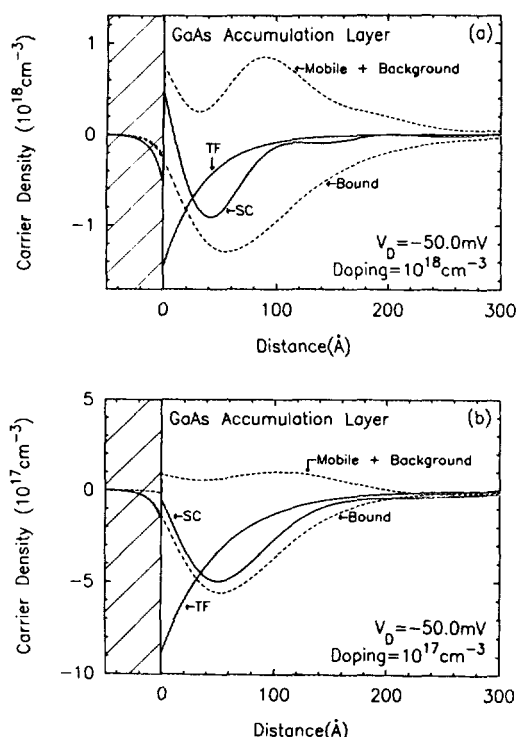 GaAs Accumulation Layer (a)
Mobile + Background
TF
SC
Bound
V_D=−50.0mV
Doping=10^18cm^−3
Carrier Density (10^18cm^−3)
1
0
−1
0 100 200 300
Distance(Å)
GaAs Accumulation Layer (b)
Mobile + Background
SC
Bound
TF
V_D=−50.0mV
Doping=10^17cm^−3
Carrier Density (10^17cm^−3)
5
0
−5
−10
0 100 200 300
Distance(Å)